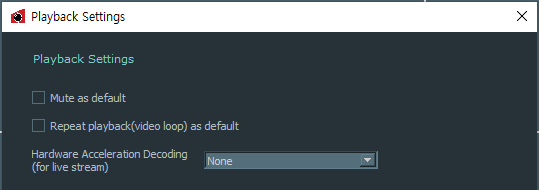 Playback Settings
Playback Settings
Mute as default
Repeat playback(video loop) as default
Hardware Acceleration Decoding
(for live stream)
None